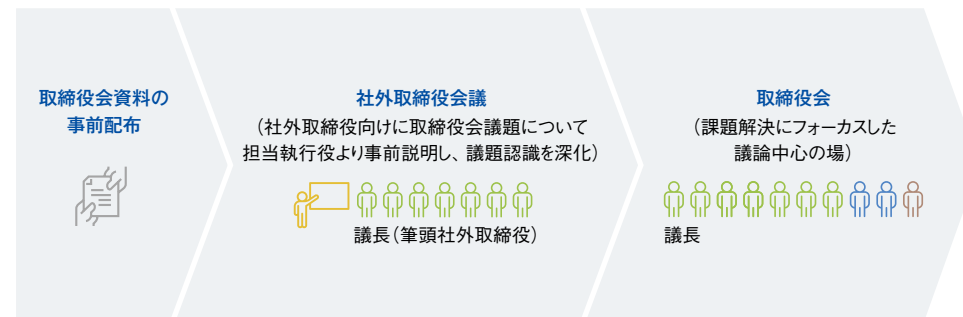 取締役会資料の
事前配布
社外取締役会議
（社外取締役向けに取締役会議題について
担当執行役より事前説明し、議題認識を深化）
議長（筆頭社外取締役）
取締役会
（課題解決にフォーカスした
議論中心の場）
議長